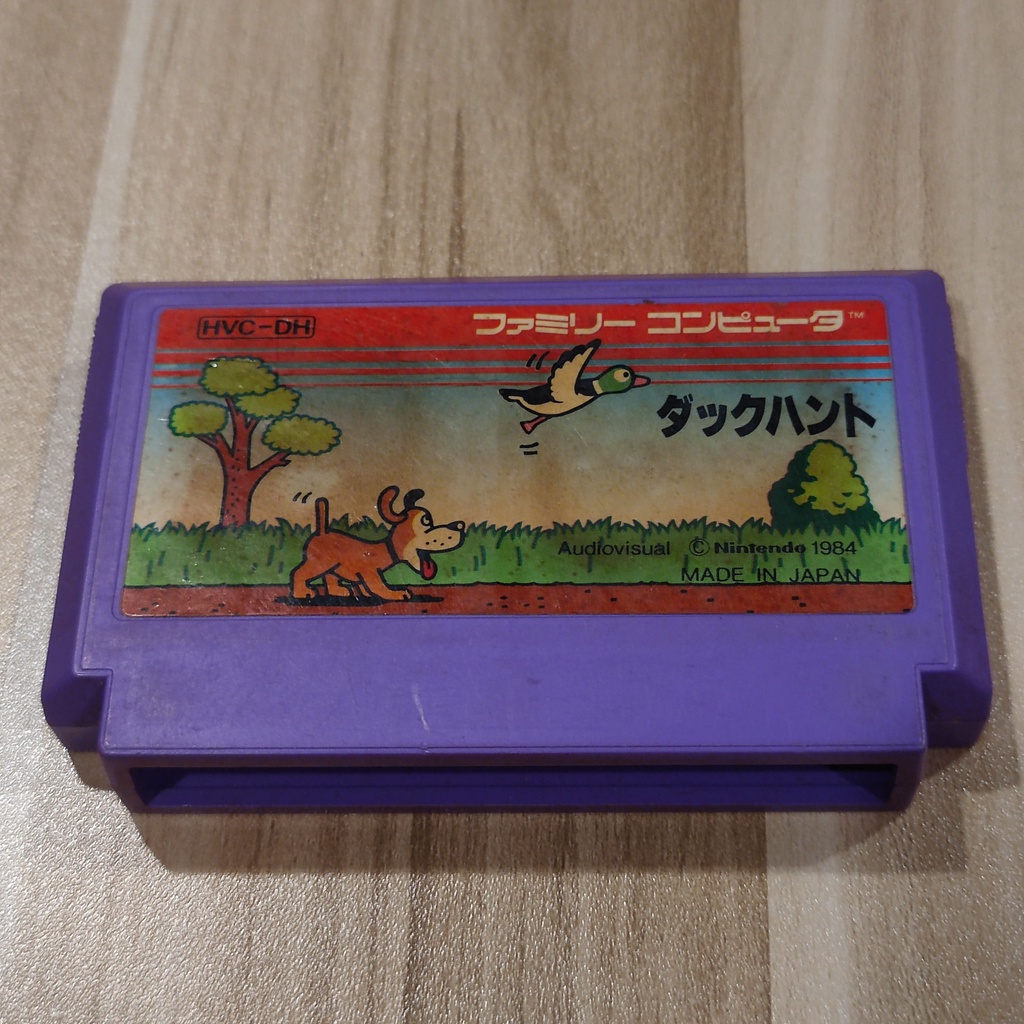 HVC-DH
ファミリー コンピュータ™
ダックハント
Audiovisual © Nintendo 1984
MADE IN JAPAN